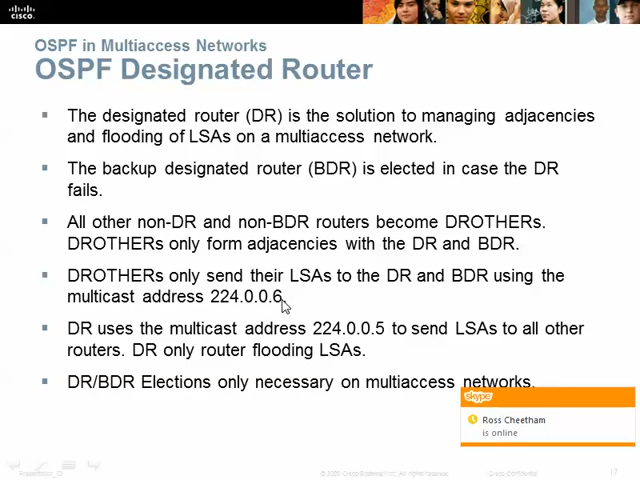 CISCO
OSPF in Multiaccess Networks
OSPF Designated Router
The designated router (DR) is the solution to managing adjacencies
and flooding of LSAs on a multiaccess network.
The backup designated router (BDR) is elected in case the DR
fails.
All other non-DR and non-BDR routers become DROTHERs.
DROTHERs only form adjacencies with the DR and BDR.
DROTHERs only send their LSAs to the DR and BDR using the
multicast address 224.0.0.6.
DR uses the multicast address 224.0.0.5 to send LSAs to all other
routers. DR only router flooding LSAs.
DR/BDR Elections only necessary on multiaccess networks.
skype
Ross Cheetham
is online
Presentation_ID
Cisco Systems, Inc. All rights reserved.
Cisco Confidential
17